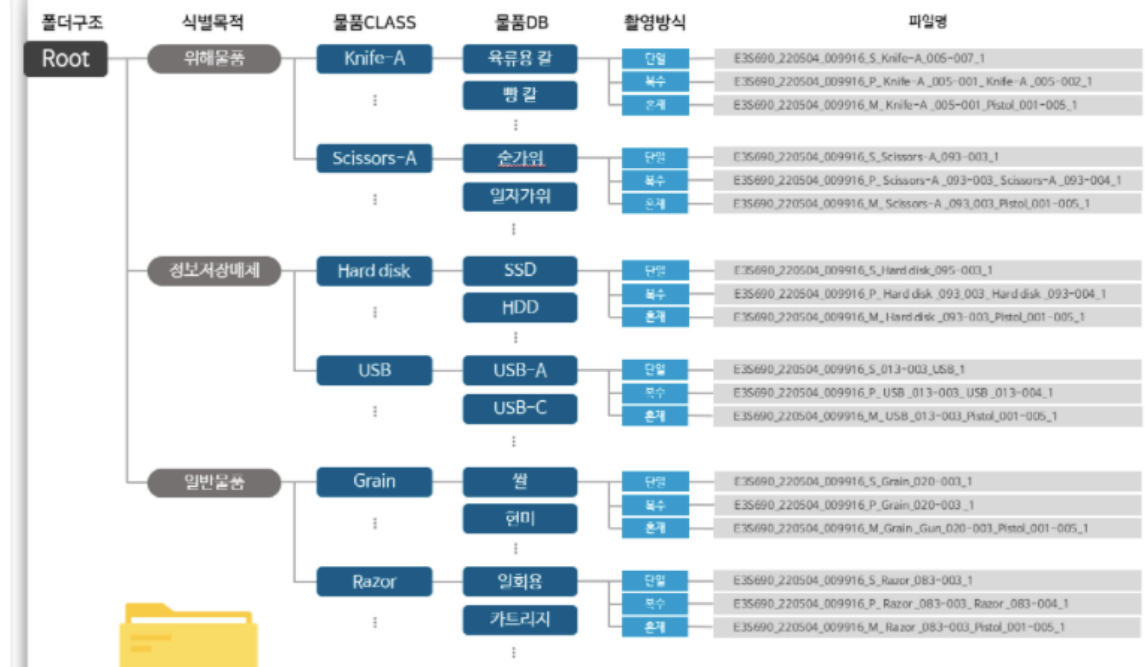 폴더구조 식별목적 물품CLASS 물품DB 촬영방식 파일명
Root 위해물품 Knife-A 육류용 칼 단일 E3S690_220504_009916_S_Knife-A_005-007_1
빵 칼 복수 E3S690_220504_009916_P_Knife-A_005-001_Knife-A_005-002_1
혼재 E3S690_220504_009916_M_Knife-A_005-001_Pistol_001-005_1
Scissors-A 숟가위 단일 E3S690_220504_009916_S_Scissors-A_093-003_1
일자가위 복수 E3S690_220504_009916_P_Scissors-A_093-003_Scissors-A_093-004_1
혼재 E3S690_220504_009916_M_Scissors-A_093,003_Pistol_001-005_1
정보저장매체 Hard disk SSD 단일 E3S690_220504_009916_S_Hard disk_095-003_1
HDD 복수 E3S690_220504_009916_P_Hard disk_093,003_Hard disk_093-004_1
혼재 E3S690_220504_009916_M_Hard disk_093-003_Pistol_001-005_1
USB USB-A 단일 E3S690_220504_009916_S_013-003_USB_1
USB-C 복수 E3S690_220504_009916_P_USB_013-003_USB_013-004_1
혼재 E3S690_220504_009916_M_USB_013-003_Pistol_001-005_1
일반물품 Grain 쌀 단일 E3S690_220504_009916_S_Grain_020-003_1
현미 복수 E3S690_220504_009916_P_Grain_020-003_1
혼재 E3S690_220504_009916_M_Grain_Gun_020-003_Pistol_001-005_1
Razor 일회용 단일 E3S690_220504_009916_S_Razor_083-003_1
카트리지 복수 E3S690_220504_009916_P_Razor_083-003_Razor_083-004_1
혼재 E3S690_220504_009916_M_Razor_083-003_Pistol_001-005_1